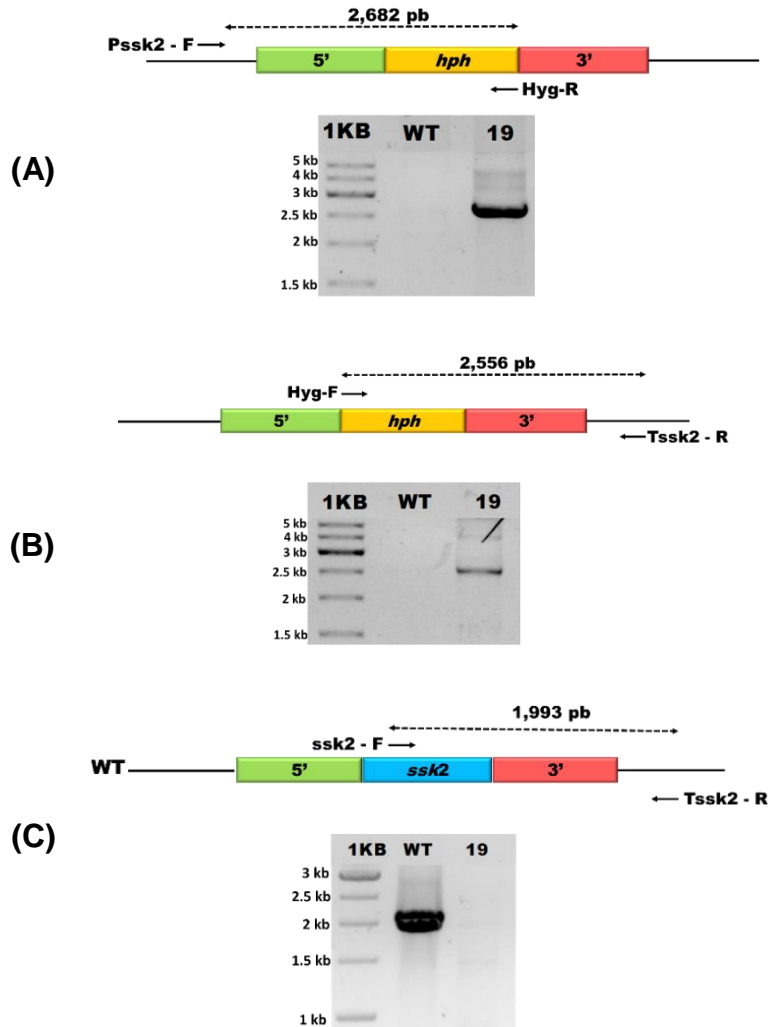 2,682 pb
Pssk2 - F
5’ hph 3’
Hyg-R
(A)
1KB WT 19
5 kb
4 kb
3 kb
2.5 kb
2 kb
1.5 kb
2,556 pb
Hyg-F
5’ hph 3’
Tssk2 - R
(B)
1KB WT 19
5 kb
4 kb
3 kb
2.5 kb
2 kb
1.5 kb
1,993 pb
ssk2 - F
WT 5’ ssk2 3’
Tssk2 - R
(C)
1KB WT 19
3 kb
2.5 kb
2 kb
1.5 kb
1 kb